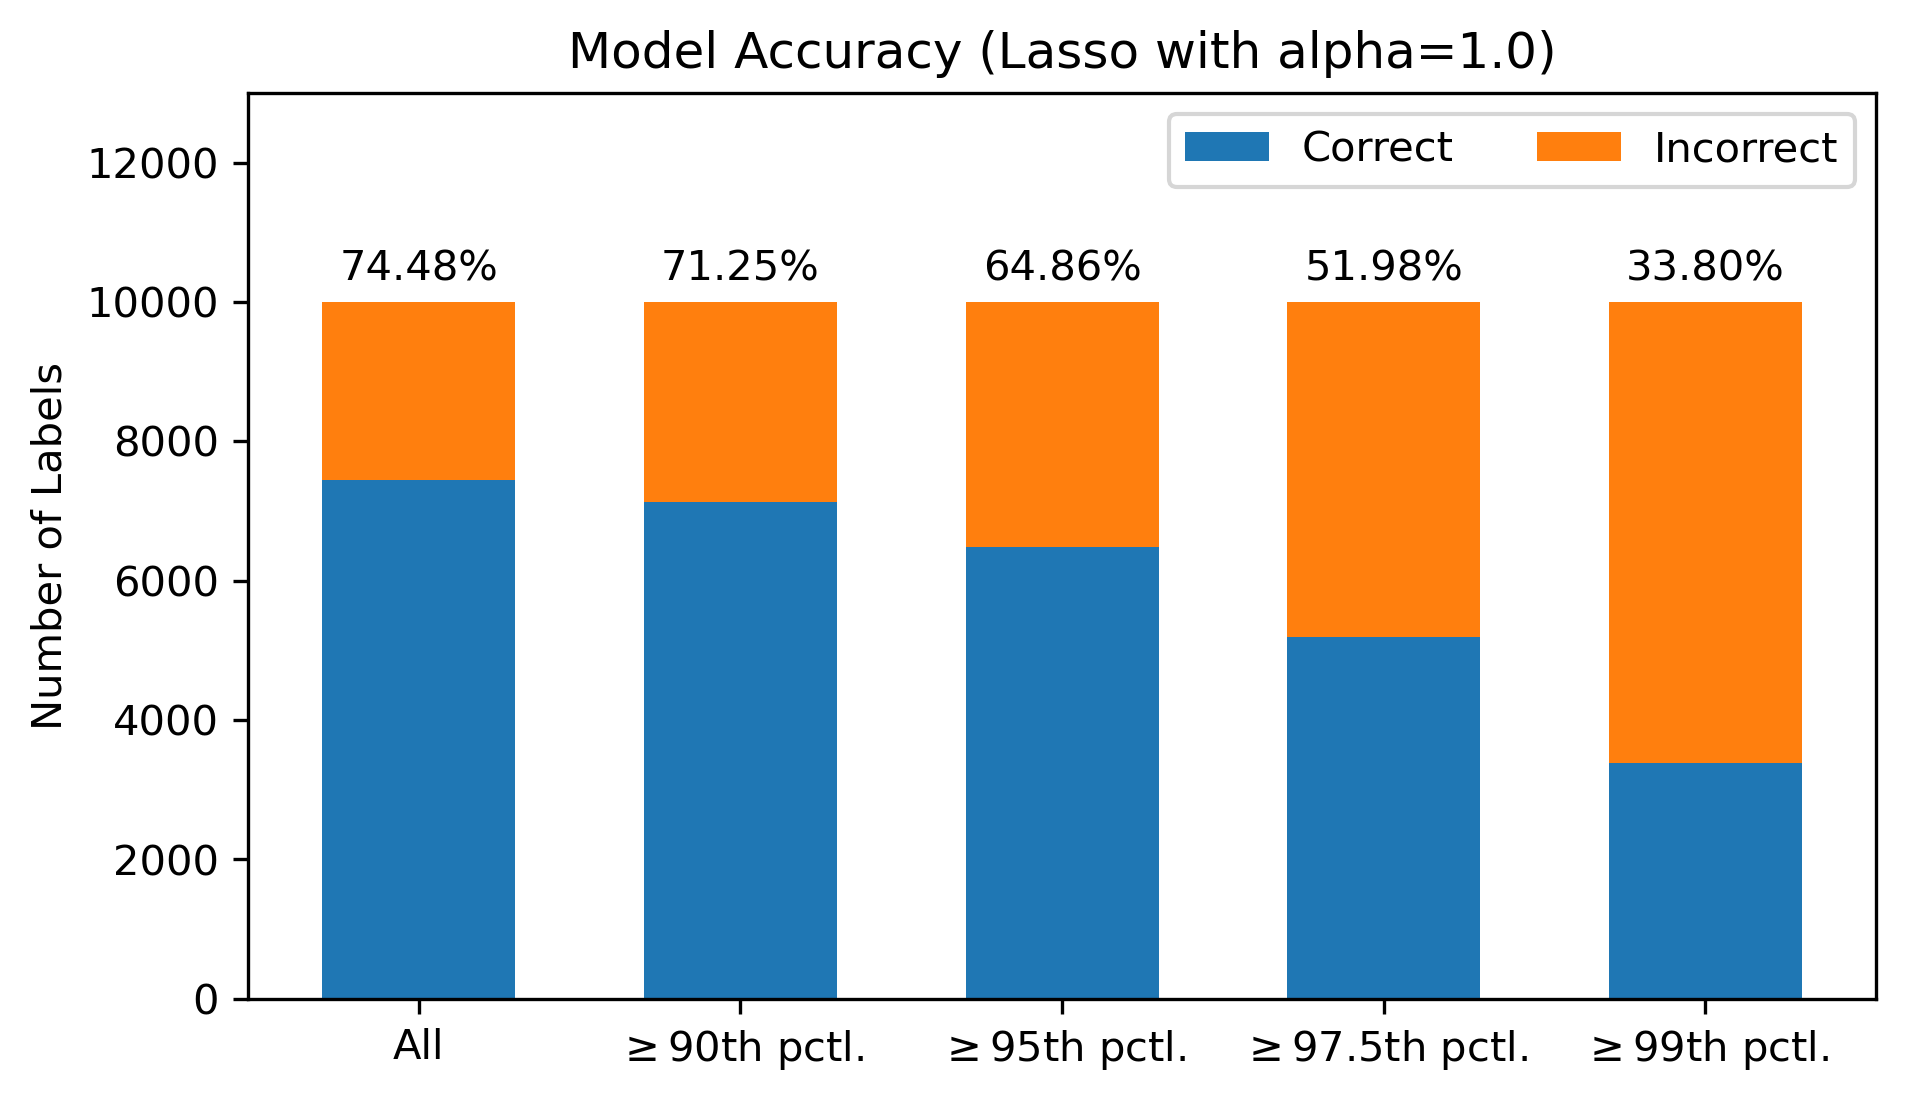 Model Accuracy (Lasso with alpha=1.0)
Correct Incorrect
Number of Labels
12000
10000
8000
6000
4000
2000
0
74.48% 71.25% 64.86% 51.98% 33.80%
All ≥90th pctl. ≥95th pctl. ≥97.5th pctl. ≥99th pctl.